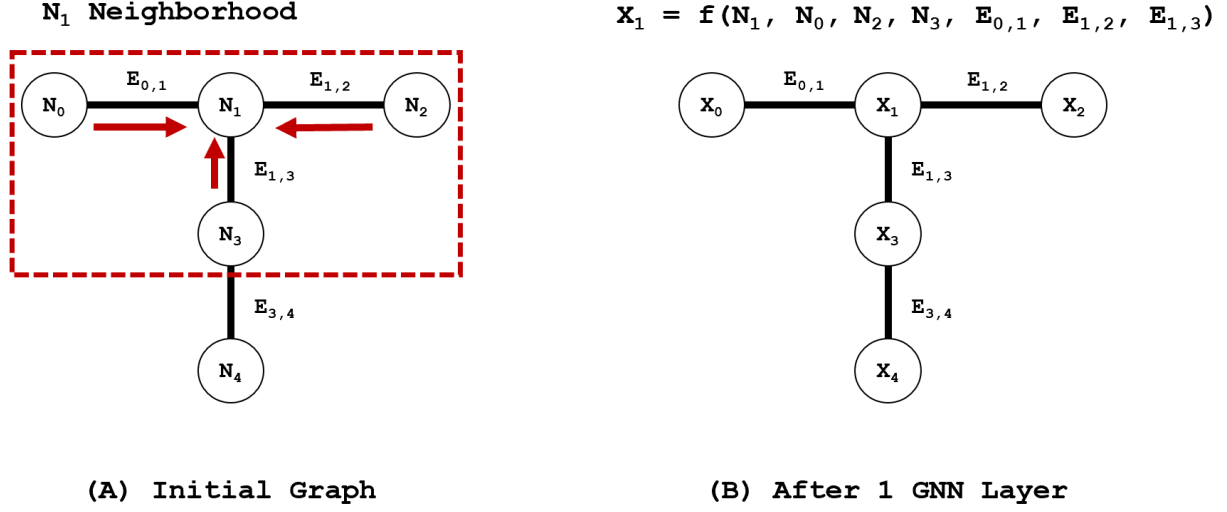 N₁ Neighborhood
X₁ = f(N₁, N₀, N₂, N₃, E₀,₁, E₁,₂, E₁,₃)
E₀,₁ E₁,₂
N₀ N₁ N₂
E₁,₃
N₃
E₃,₄
N₄
(A) Initial Graph
E₀,₁ E₁,₂
X₀ X₁ X₂
E₁,₃
X₃
E₃,₄
X₄
(B) After 1 GNN Layer